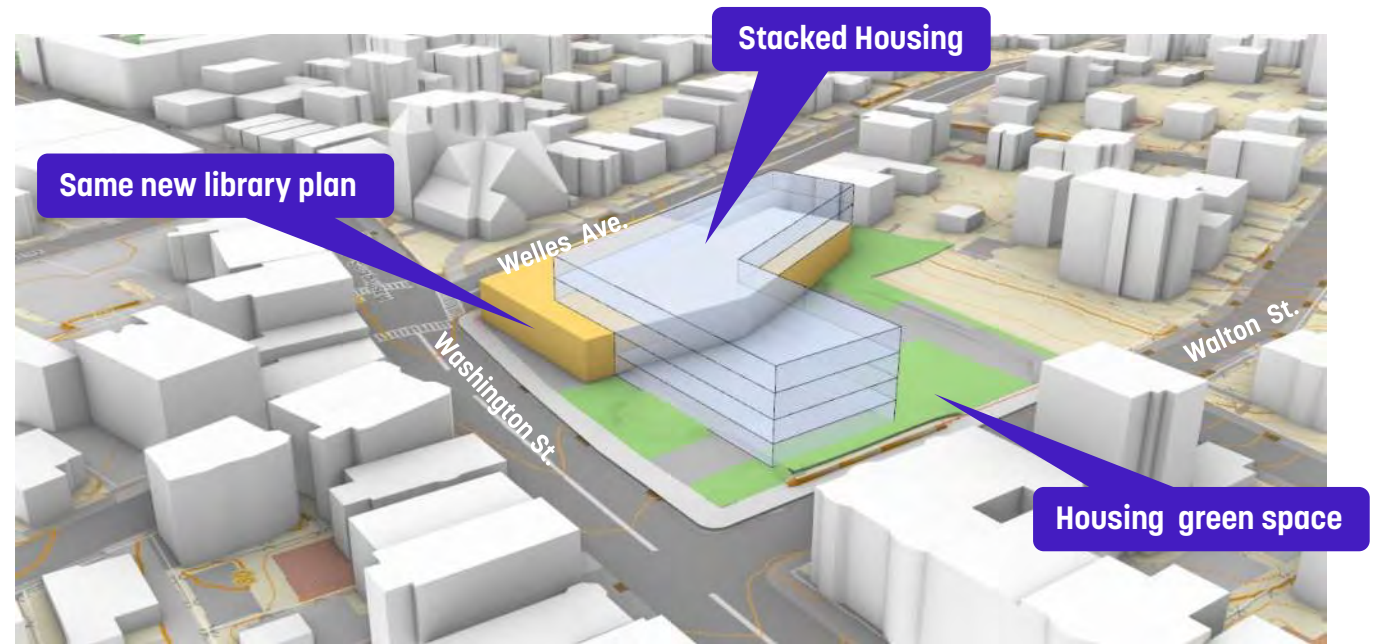 Stacked Housing
Same new library plan
Welles Ave.
Washington St.
Walton St.
Housing green space